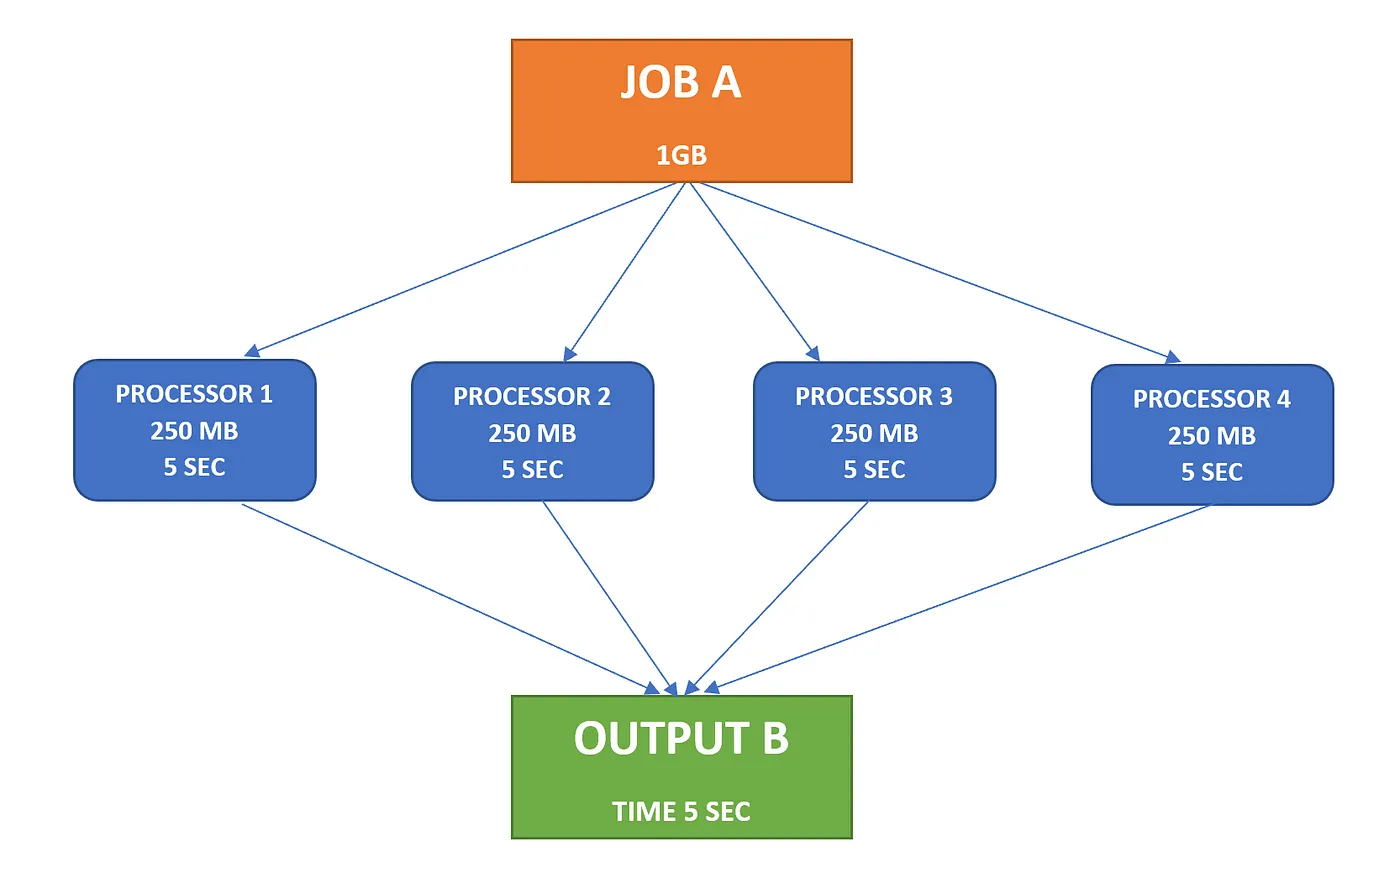 JOB A
1GB
PROCESSOR 1
250 MB
5 SEC
PROCESSOR 2
250 MB
5 SEC
PROCESSOR 3
250 MB
5 SEC
PROCESSOR 4
250 MB
5 SEC
OUTPUT B
TIME 5 SEC